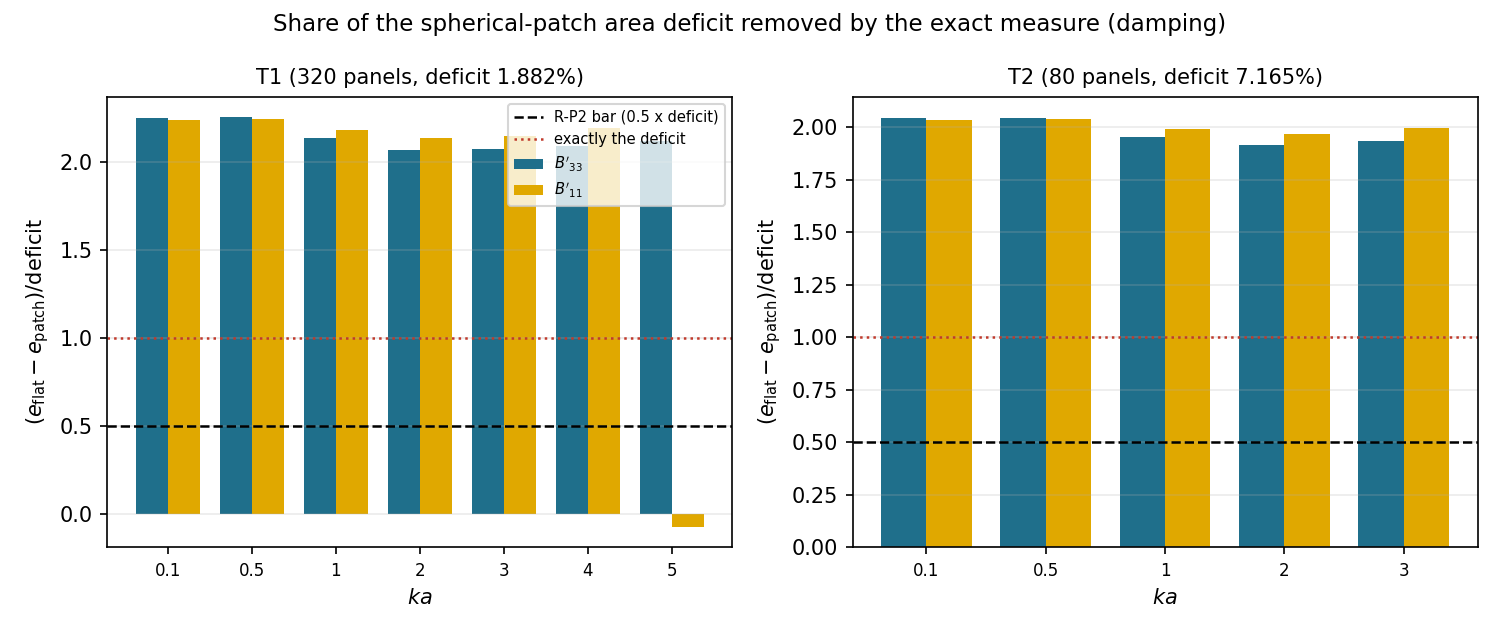 Share of the spherical-patch area deficit removed by the exact measure (damping)
T1 (320 panels, deficit 1.882%)
(e_flat − e_patch)/deficit
2.0
1.5
1.0
0.5
0.0
R-P2 bar (0.5 x deficit)
exactly the deficit
B′33
B′11
0.1 0.5 1 2 3 4 5
ka
T2 (80 panels, deficit 7.165%)
(e_flat − e_patch)/deficit
2.00
1.75
1.50
1.25
1.00
0.75
0.50
0.25
0.00
0.1 0.5 1 2 3
ka